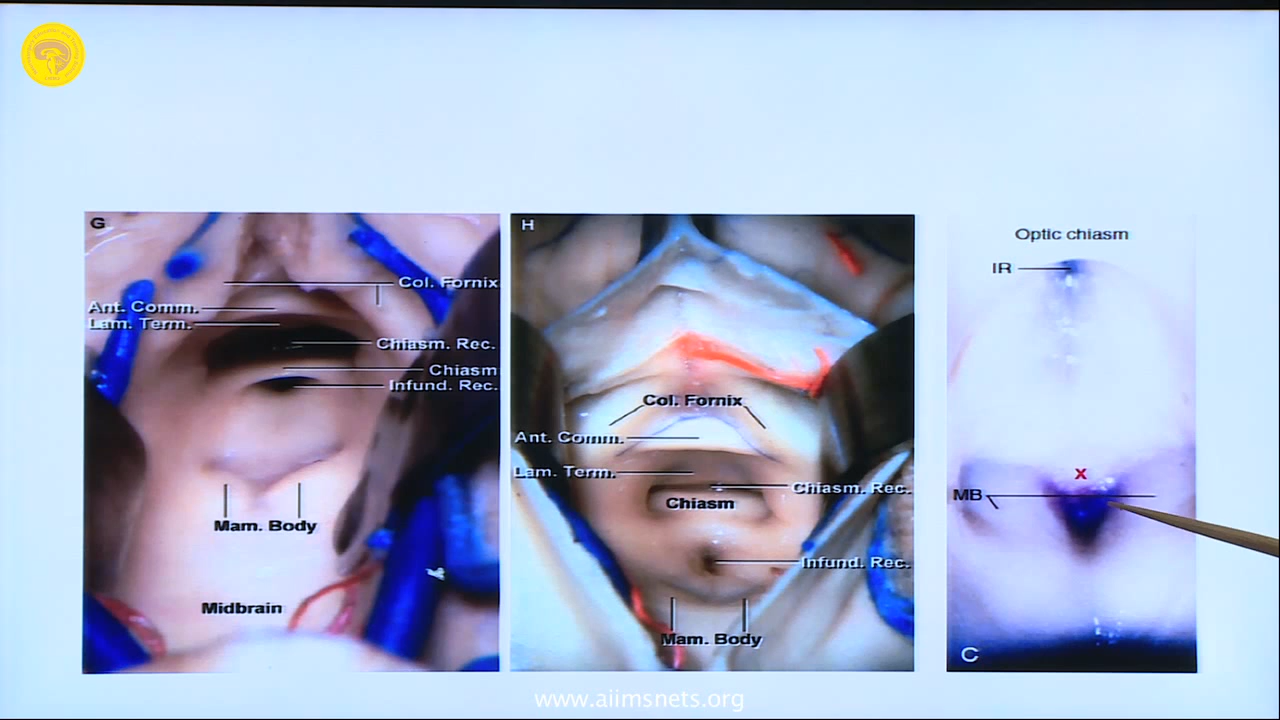 G
Col. Fornix
Ant. Comm.
Lam. Term.
Chiasm. Rec.
Chiasm
Infund. Rec.
Mam. Body
Midbrain
H
Col. Fornix
Ant. Comm.
Lam. Term.
Chiasm. Rec.
Chiasm
Infund. Rec.
Mam. Body
Optic chiasm
IR
X
MB
C
www.aiimsnets.org